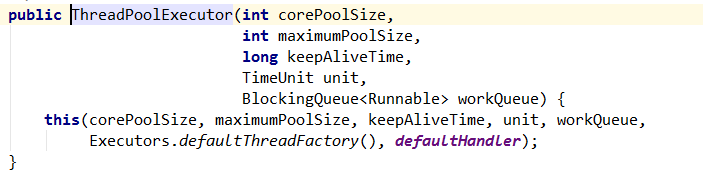 public ThreadPoolExecutor(int corePoolSize,
int maximumPoolSize,
long keepAliveTime,
TimeUnit unit,
BlockingQueue<Runnable> workQueue) {
this(corePoolSize, maximumPoolSize, keepAliveTime, unit, workQueue,
Executors.defaultThreadFactory(), defaultHandler);
}